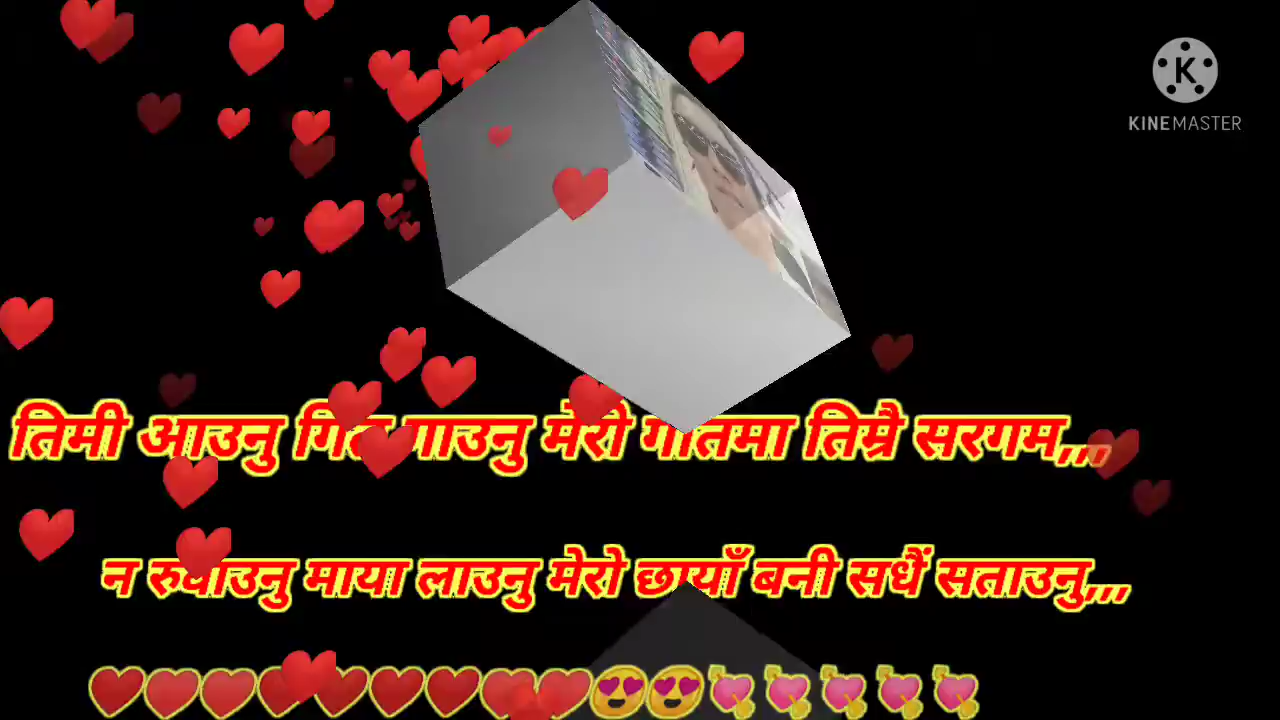 KINEMASTER
तिमी आउनु गित गाउनु मेरो गीतमा तिम्रै सरगम,,,
न रुवाउनु माया लाउनु मेरो छायाँ बनी सधैं सताउनु,,,